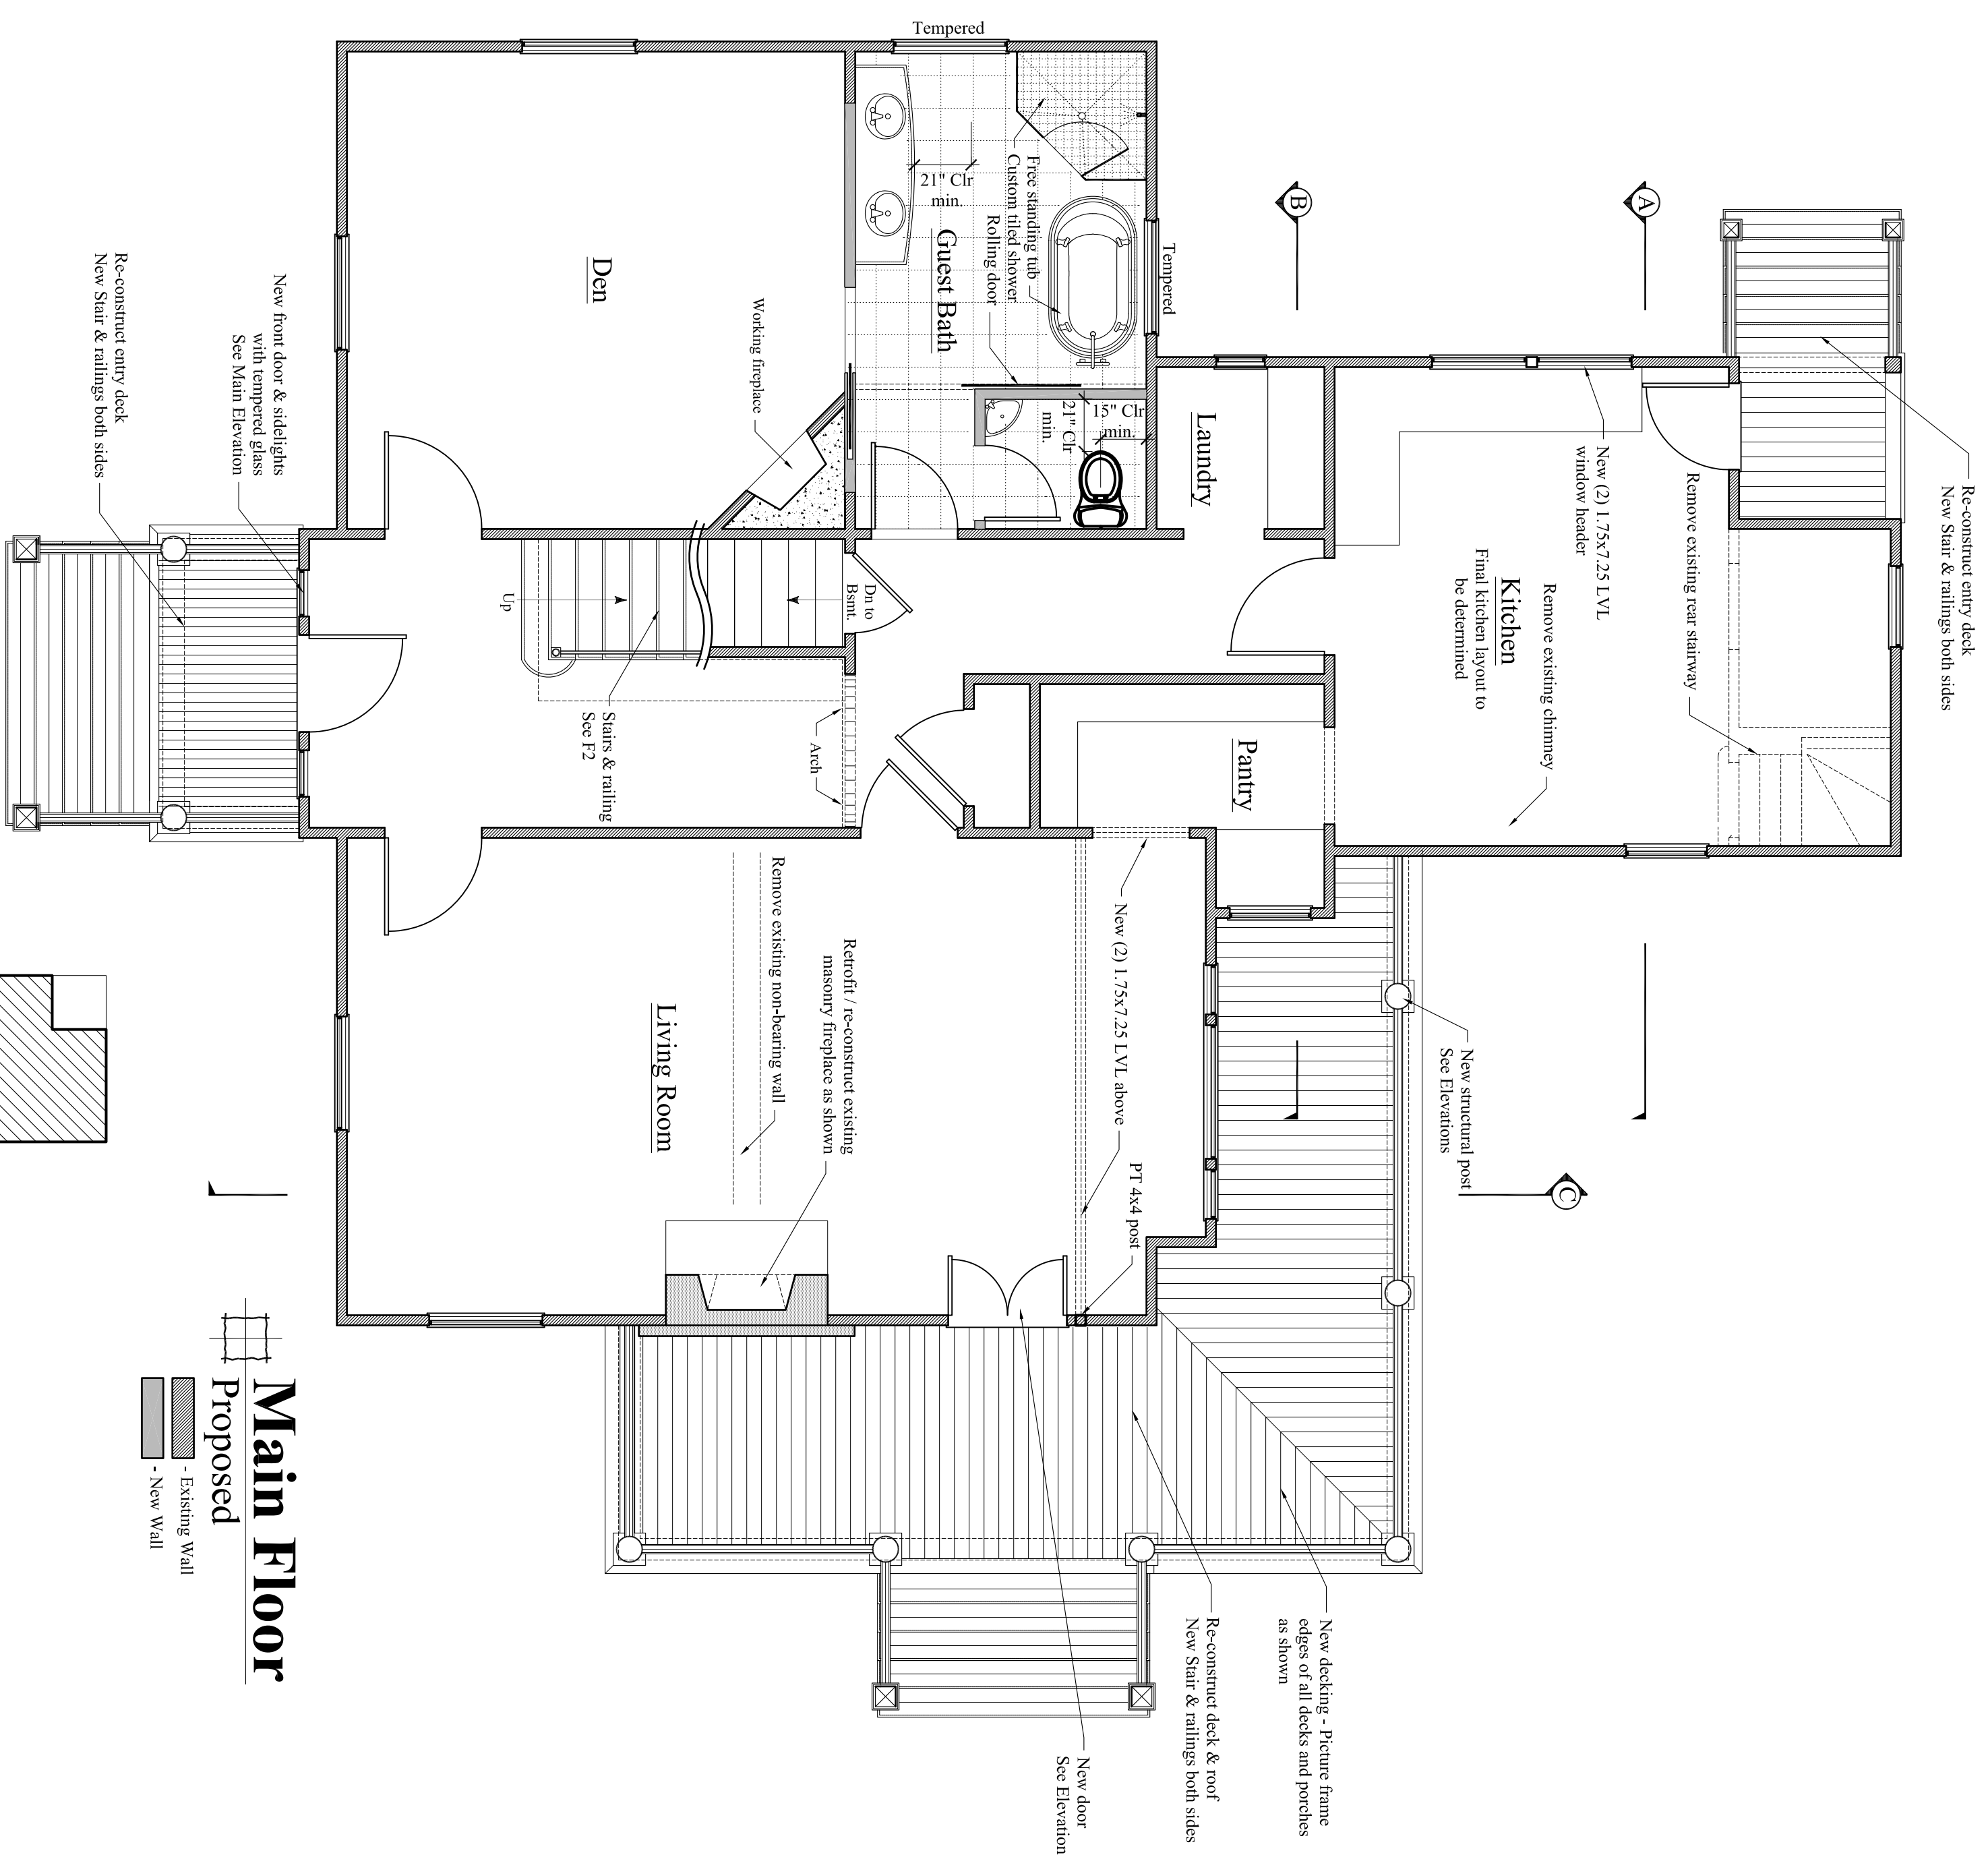 Tempered
21" Clr
min.
Free standing tub
Custom tiled shower
Rolling door
Guest Bath
Tempered
B
A
Re-construct entry deck
New Stair & railings both sides
Den
Working fireplace
15" Clr
min.
21" Clr
min.
Laundry
New (2) 1.75x7.25 LVL
window header
Remove existing rear stairway
Kitchen
Final kitchen layout to
be determined
Remove existing chimney
New front door & sidelights
with tempered glass
See Main Elevation
Re-construct entry deck
New Stair & railings both sides
Up
Dn to
Bsmt.
Stairs & railing
See F2
Arch
Pantry
Remove existing non-bearing wall
Retrofit / re-construct existing
masonry fireplace as shown
Living Room
New (2) 1.75x7.25 LVL above
PT 4x4 post
New structural post
See Elevations
C
New decking - Picture frame
edges of all decks and porches
as shown
Re-construct deck & roof
New Stair & railings both sides
New door
See Elevation
Main Floor
Proposed
- Existing Wall
- New Wall